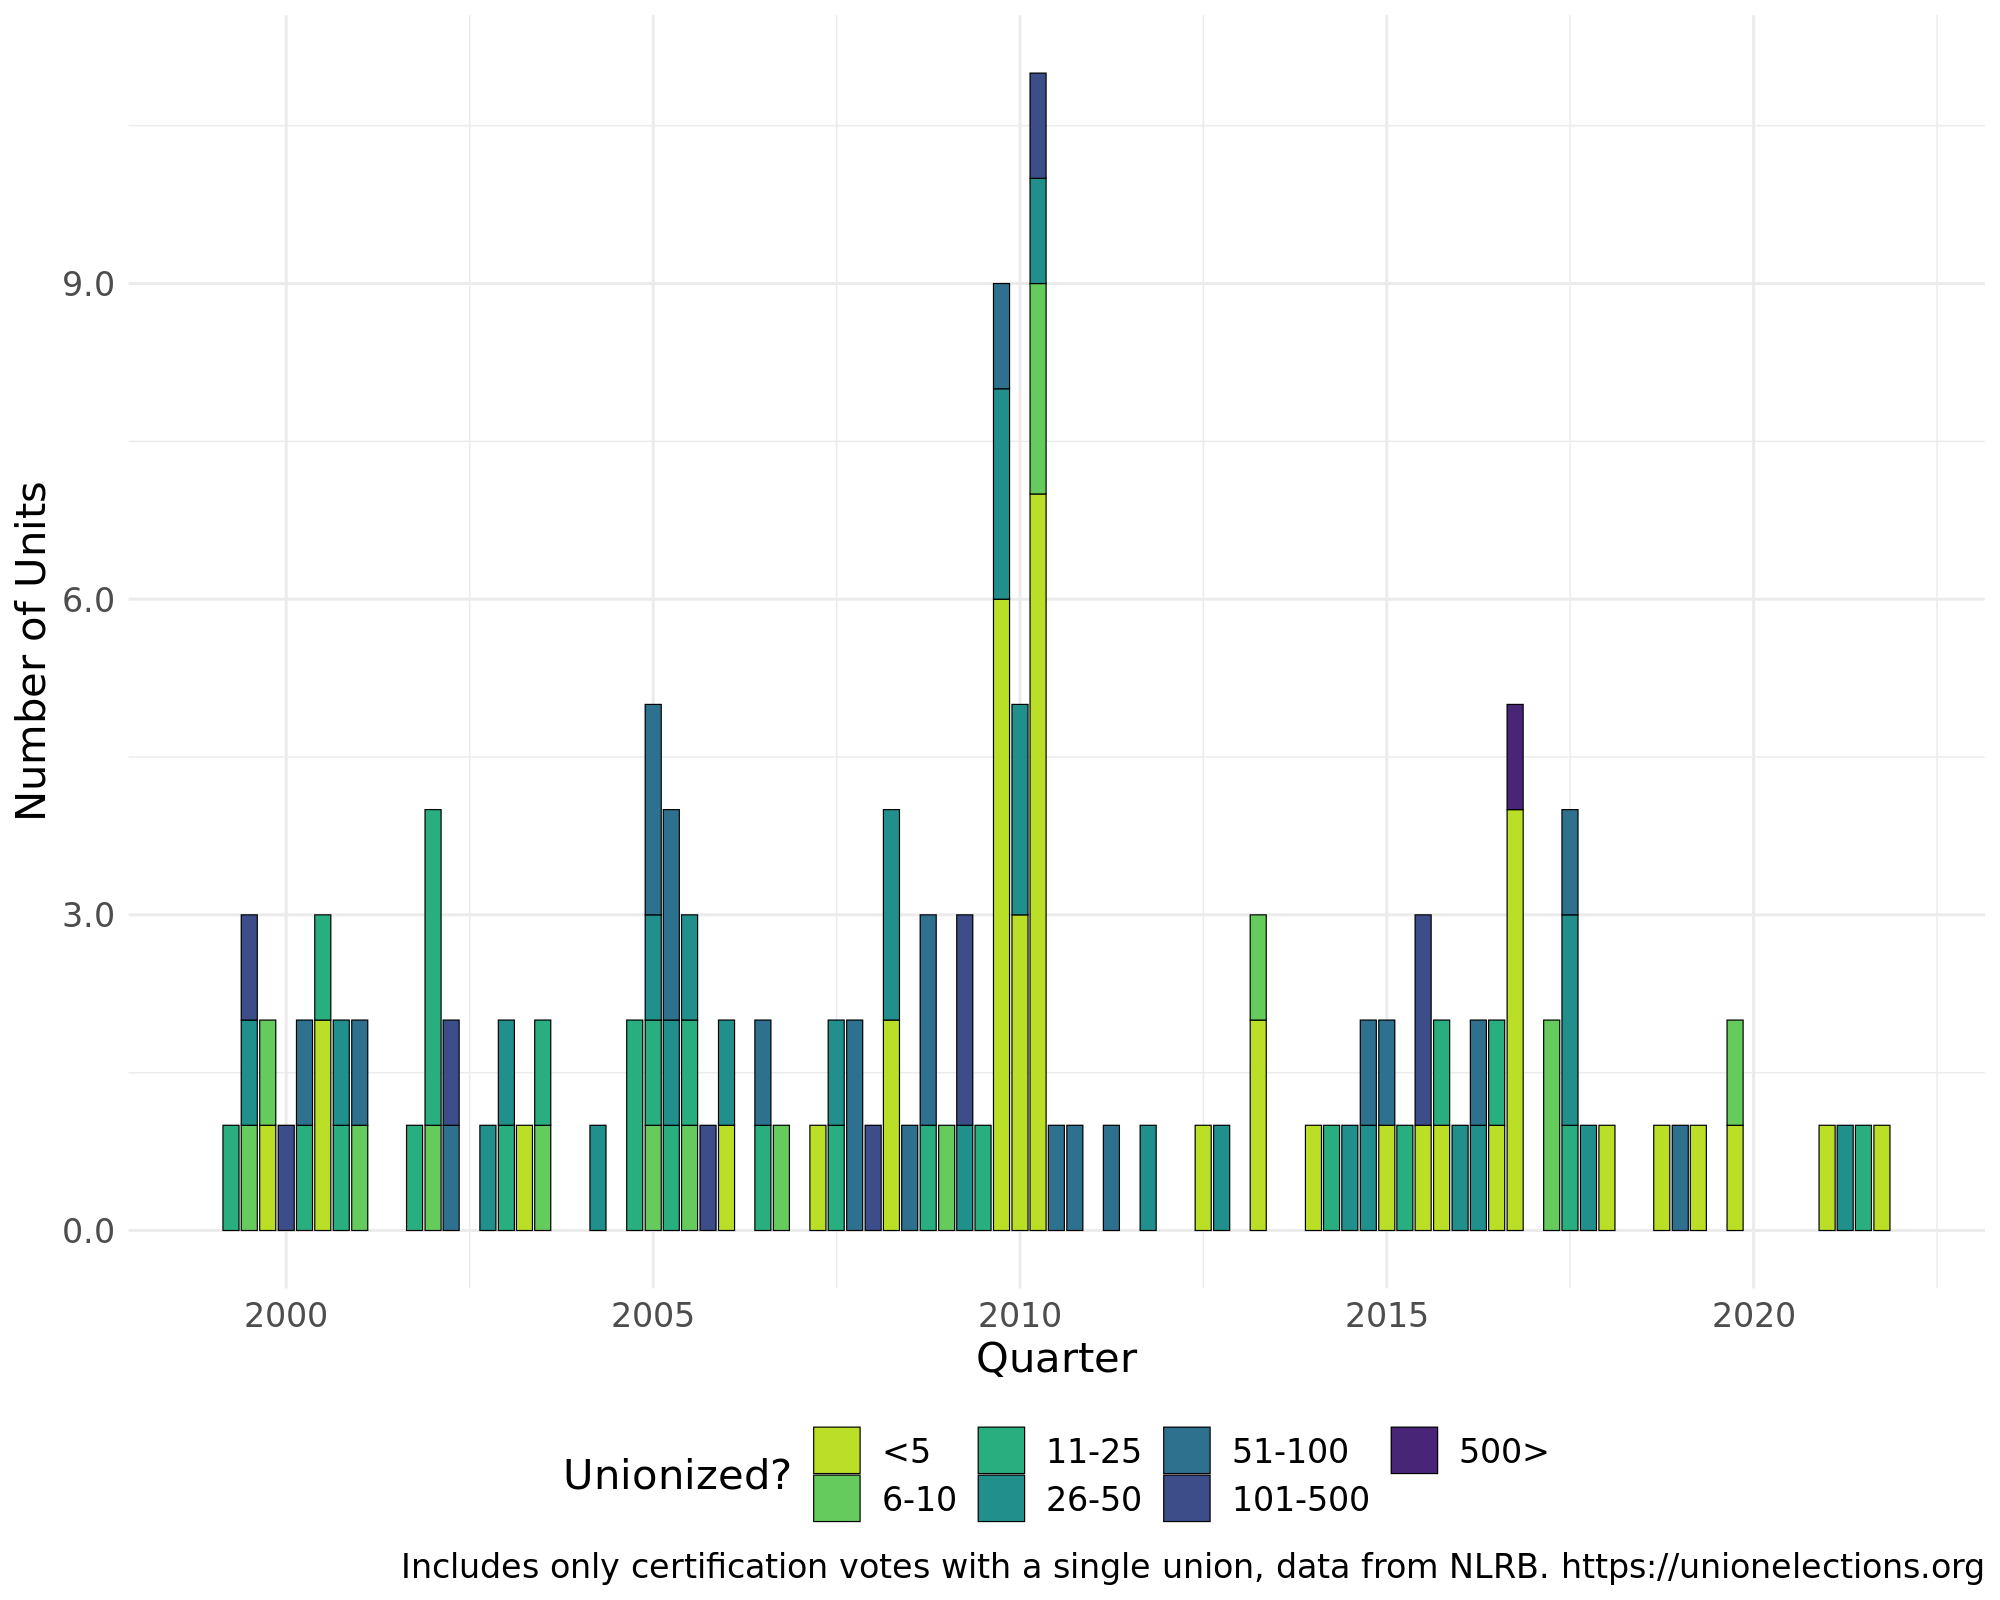 9.0
6.0
3.0
0.0
Number of Units
2000 2005 2010 2015 2020
Quarter
Unionized?
<5 11-25 51-100 500>
6-10 26-50 101-500
Includes only certification votes with a single union, data from NLRB. https://unionelections.org